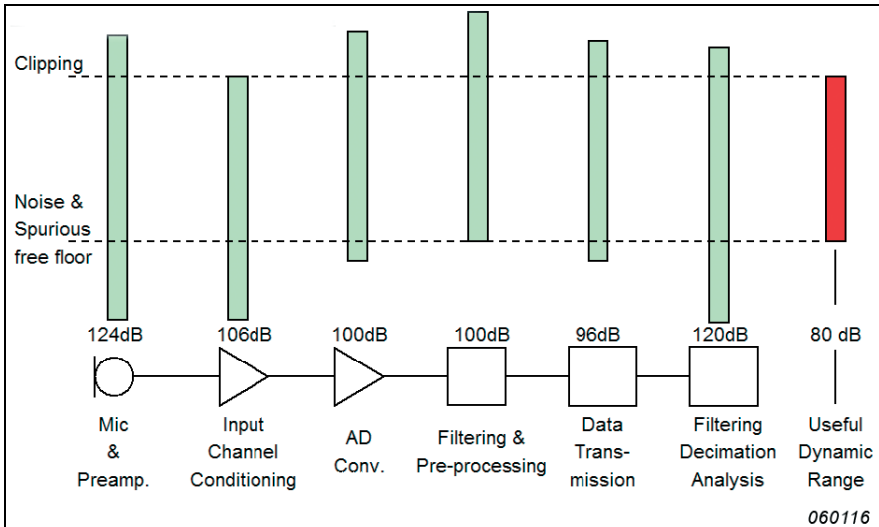 Clipping
Noise &
Spurious
free floor
124dB
106dB
100dB
100dB
96dB
120dB
80 dB
Mic
&
Preamp.
Input
Channel
Conditioning
AD
Conv.
Filtering &
Pre-processing
Data
Trans-
mission
Filtering
Decimation
Analysis
Useful
Dynamic
Range
060116